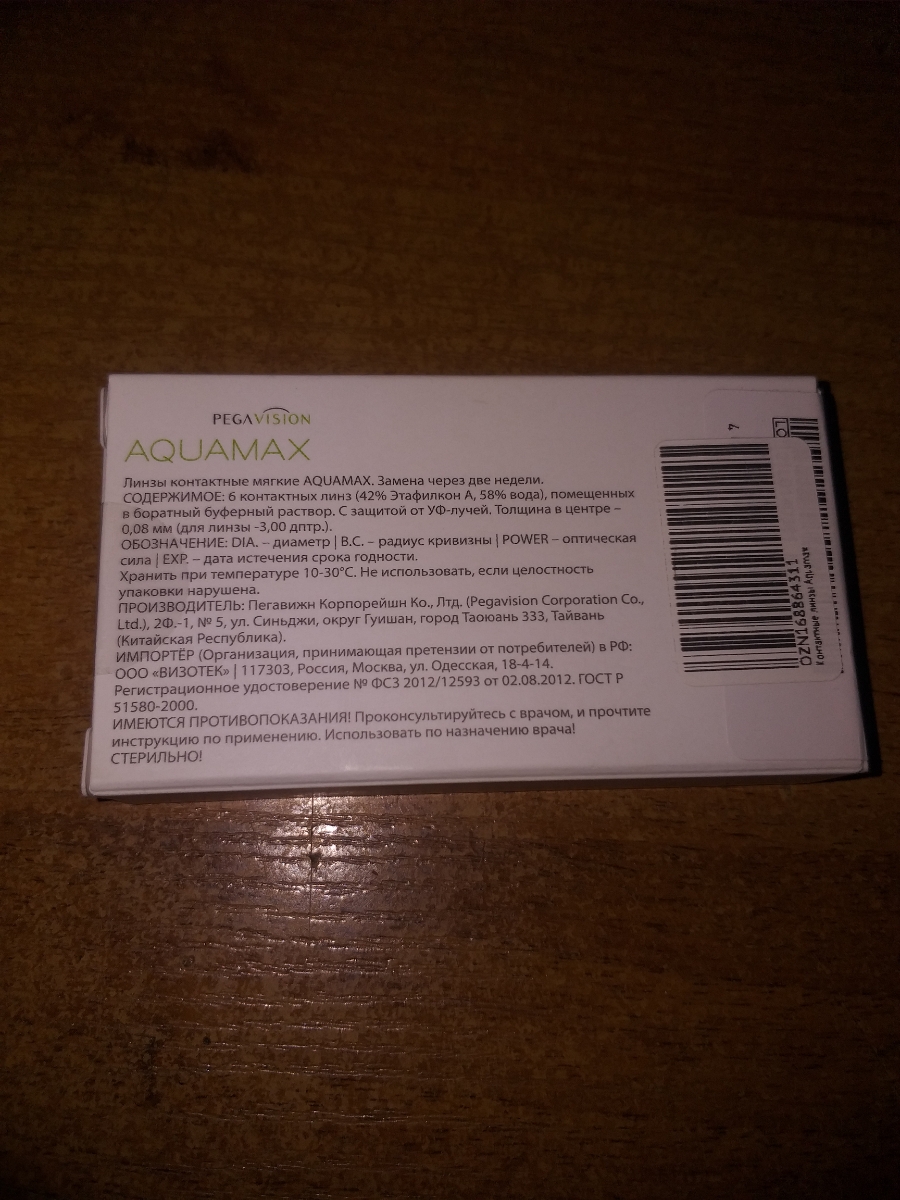 PEGAVISION
AQUAMAX
Линзы контактные мягкие AQUAMAX. Замена через две недели.
СОДЕРЖИМОЕ: 6 контактных линз (42% Этафилкон А, 58% вода), помещенных
в боратный буферный раствор. С защитой от УФ-лучей. Толщина в центре –
0,08 мм (для линзы -3,00 дптр.).
ОБОЗНАЧЕНИЕ: DIA. – диаметр | B.C. – радиус кривизны | POWER – оптическая
сила | EXP. – дата истечения срока годности.
Хранить при температуре 10-30°С. Не использовать, если целостность
упаковки нарушена.
ПРОИЗВОДИТЕЛЬ: Пегавижн Корпорейшн Ко., Лтд. (Pegavision Corporation Co.,
Ltd.), 2Ф.-1, № 5, ул. Синьджи, округ Гуишан, город Таоюань 333, Тайвань
(Китайская Республика).
ИМПОРТЁР (Организация, принимающая претензии от потребителей) в РФ:
ООО «ВИЗОТЕК» | 117303, Россия, Москва, ул. Одесская, 18-4-14.
Регистрационное удостоверение № ФСЗ 2012/12593 от 02.08.2012. ГОСТ Р
51580-2000.
ИМЕЮТСЯ ПРОТИВОПОКАЗАНИЯ! Проконсультируйтесь с врачом, и прочтите
инструкцию по применению. Использовать по назначению врача!
СТЕРИЛЬНО!
7
LO
OZN168864311
Контактные линзы Aquamax